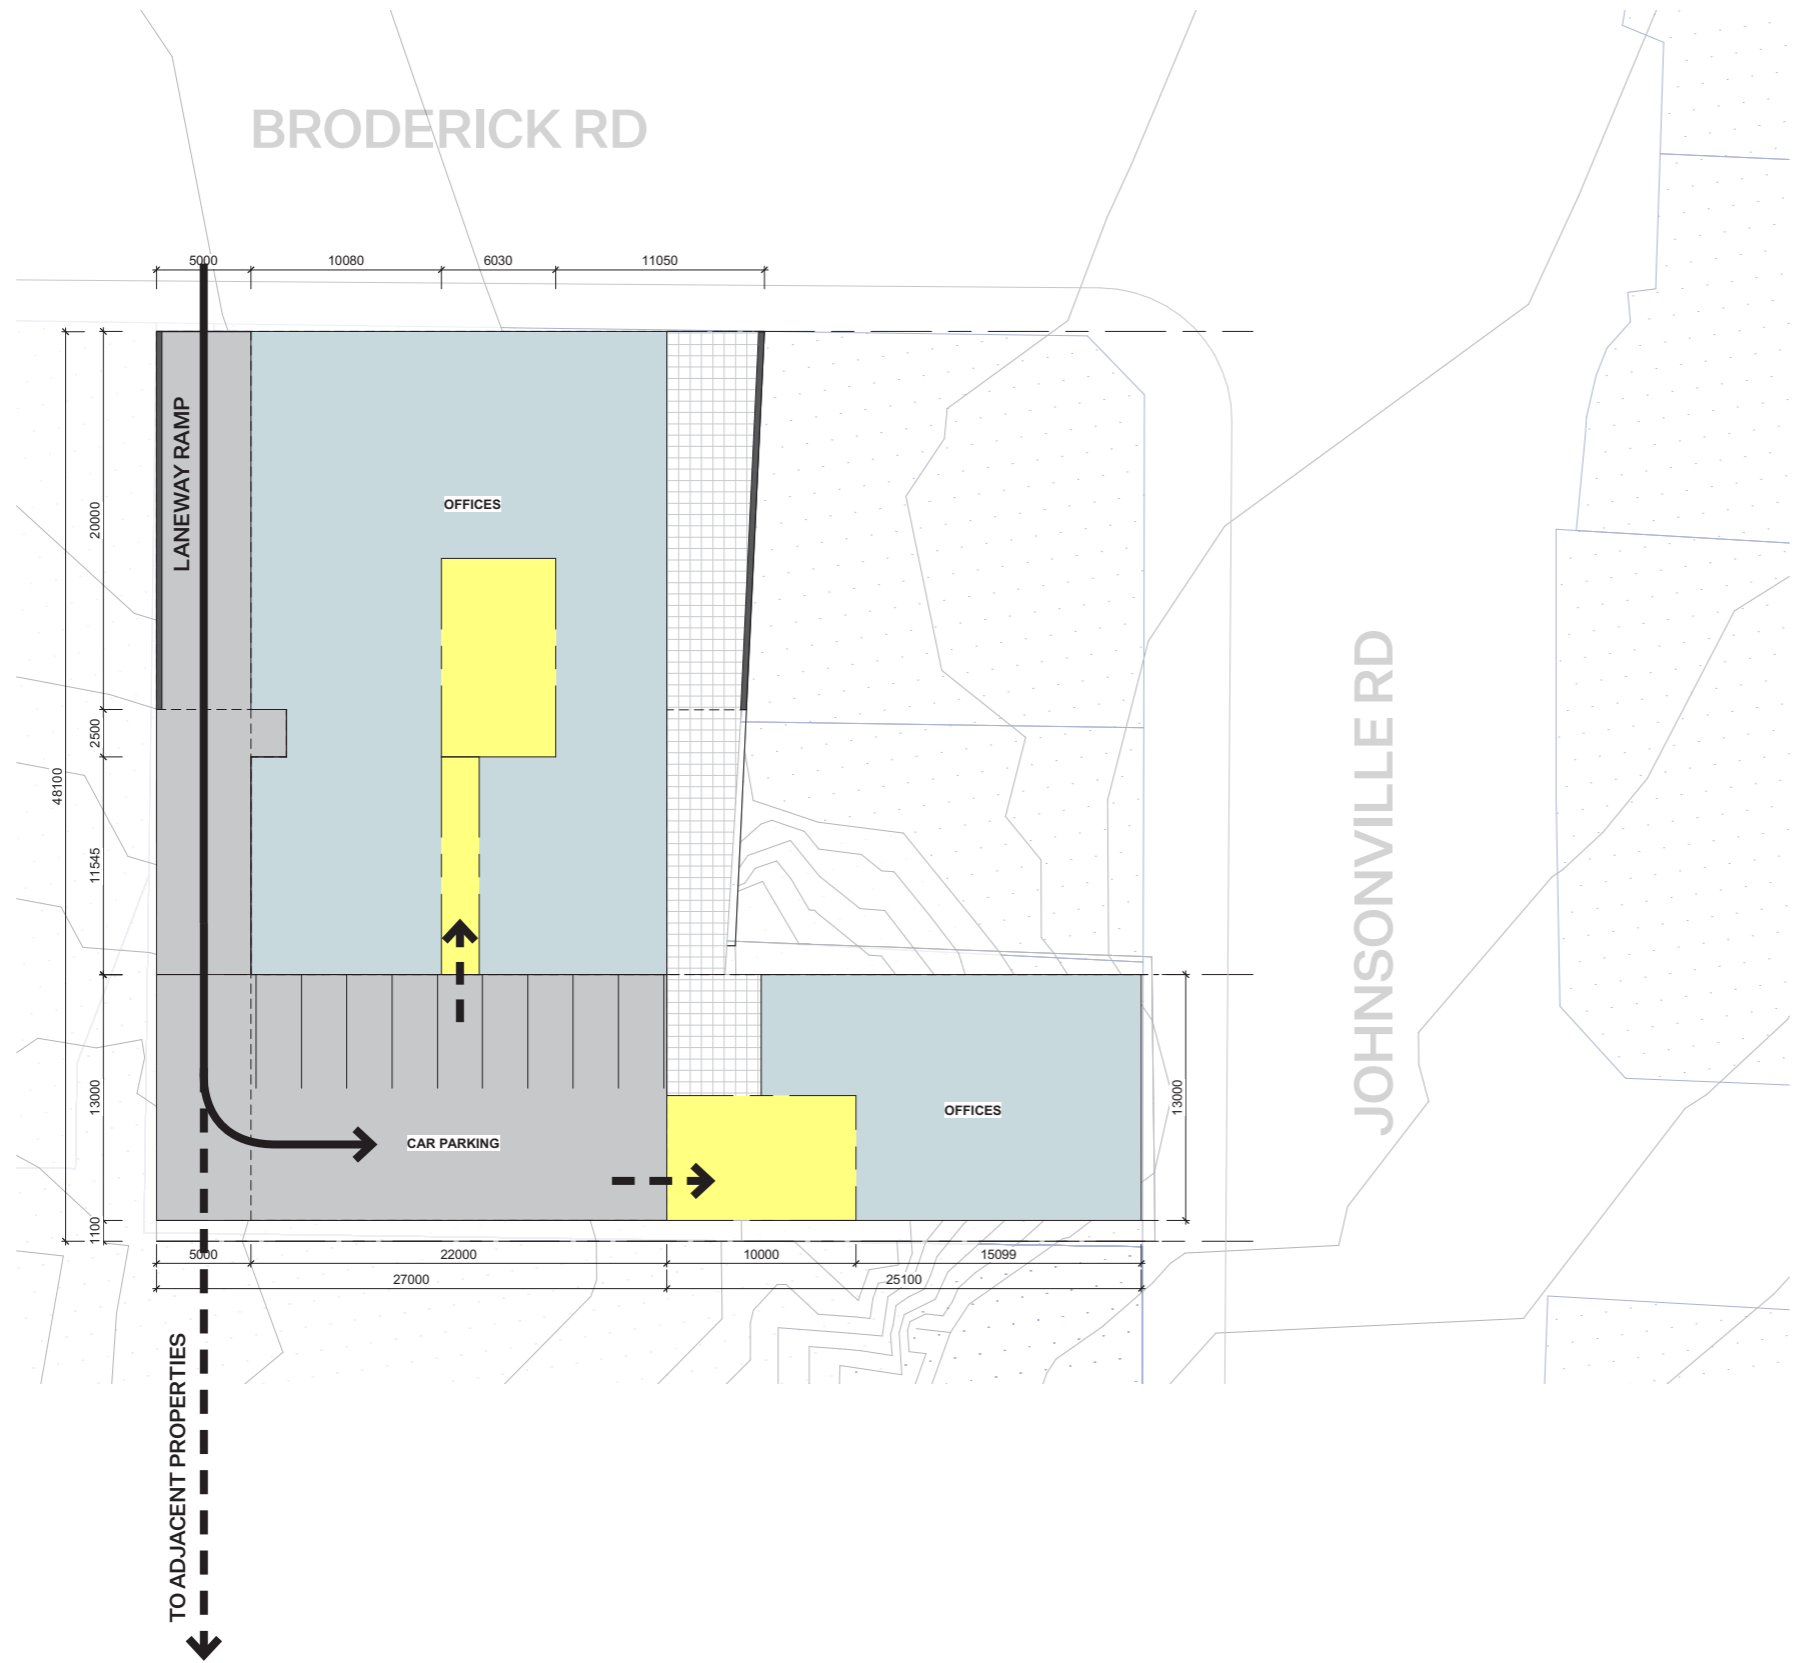 BRODERICK RD
5000
10080
6030
11050
LANEWAY RAMP
OFFICES
20000
2500
48100
11545
JOHNSONVILLE RD
13000
13000
OFFICES
CAR PARKING
1100
5000
22000
10000
15099
27000
25100
TO ADJACENT PROPERTIES